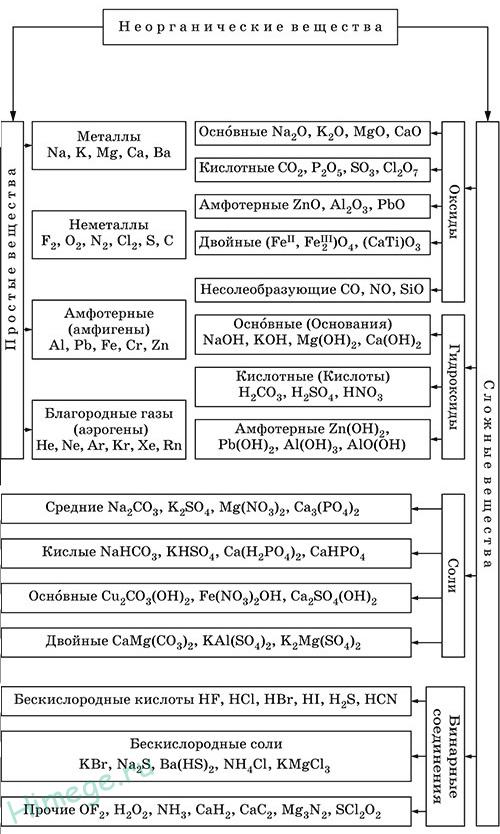 Неорганические вещества
Простые вещества
Металлы
Na, K, Mg, Ca, Ba
Неметаллы
F₂, O₂, N₂, Cl₂, S, C
Амфотерные
(амфигены)
Al, Pb, Fe, Cr, Zn
Благородные газы
(аэрогены)
He, Ne, Ar, Kr, Xe, Rn
Сложные вещества
Оксиды
Осно́вные Na₂O, K₂O, MgO, CaO
Кислотные CO₂, P₂O₅, SO₃, Cl₂O₇
Амфотерные ZnO, Al₂O₃, PbO
Двойные (Feᴵᴵ, Fe₂ᴵᴵᴵ)O₄, (CaTi)O₃
Несолеобразующие CO, NO, SiO
Гидроксиды
Осно́вные (Основания)
NaOH, KOH, Mg(OH)₂, Ca(OH)₂
Кислотные (Кислоты)
H₂CO₃, H₂SO₄, HNO₃
Амфотерные Zn(OH)₂,
Pb(OH)₂, Al(OH)₃, AlO(OH)
Соли
Средние Na₂CO₃, K₂SO₄, Mg(NO₃)₂, Ca₃(PO₄)₂
Кислые NaHCO₃, KHSO₄, Ca(H₂PO₄)₂, CaHPO₄
Осно́вные Cu₂CO₃(OH)₂, Fe(NO₃)₂OH, Ca₂SO₄(OH)₂
Двойные CaMg(CO₃)₂, KAl(SO₄)₂, K₂Mg(SO₄)₂
Бинарные
соединения
Бескислородные кислоты HF, HCl, HBr, HI, H₂S, HCN
Бескислородные соли
KBr, Na₂S, Ba(HS)₂, NH₄Cl, KMgCl₃
Прочие OF₂, H₂O₂, NH₃, CaH₂, CaC₂, Mg₃N₂, SCl₂O₂
Himege.ru